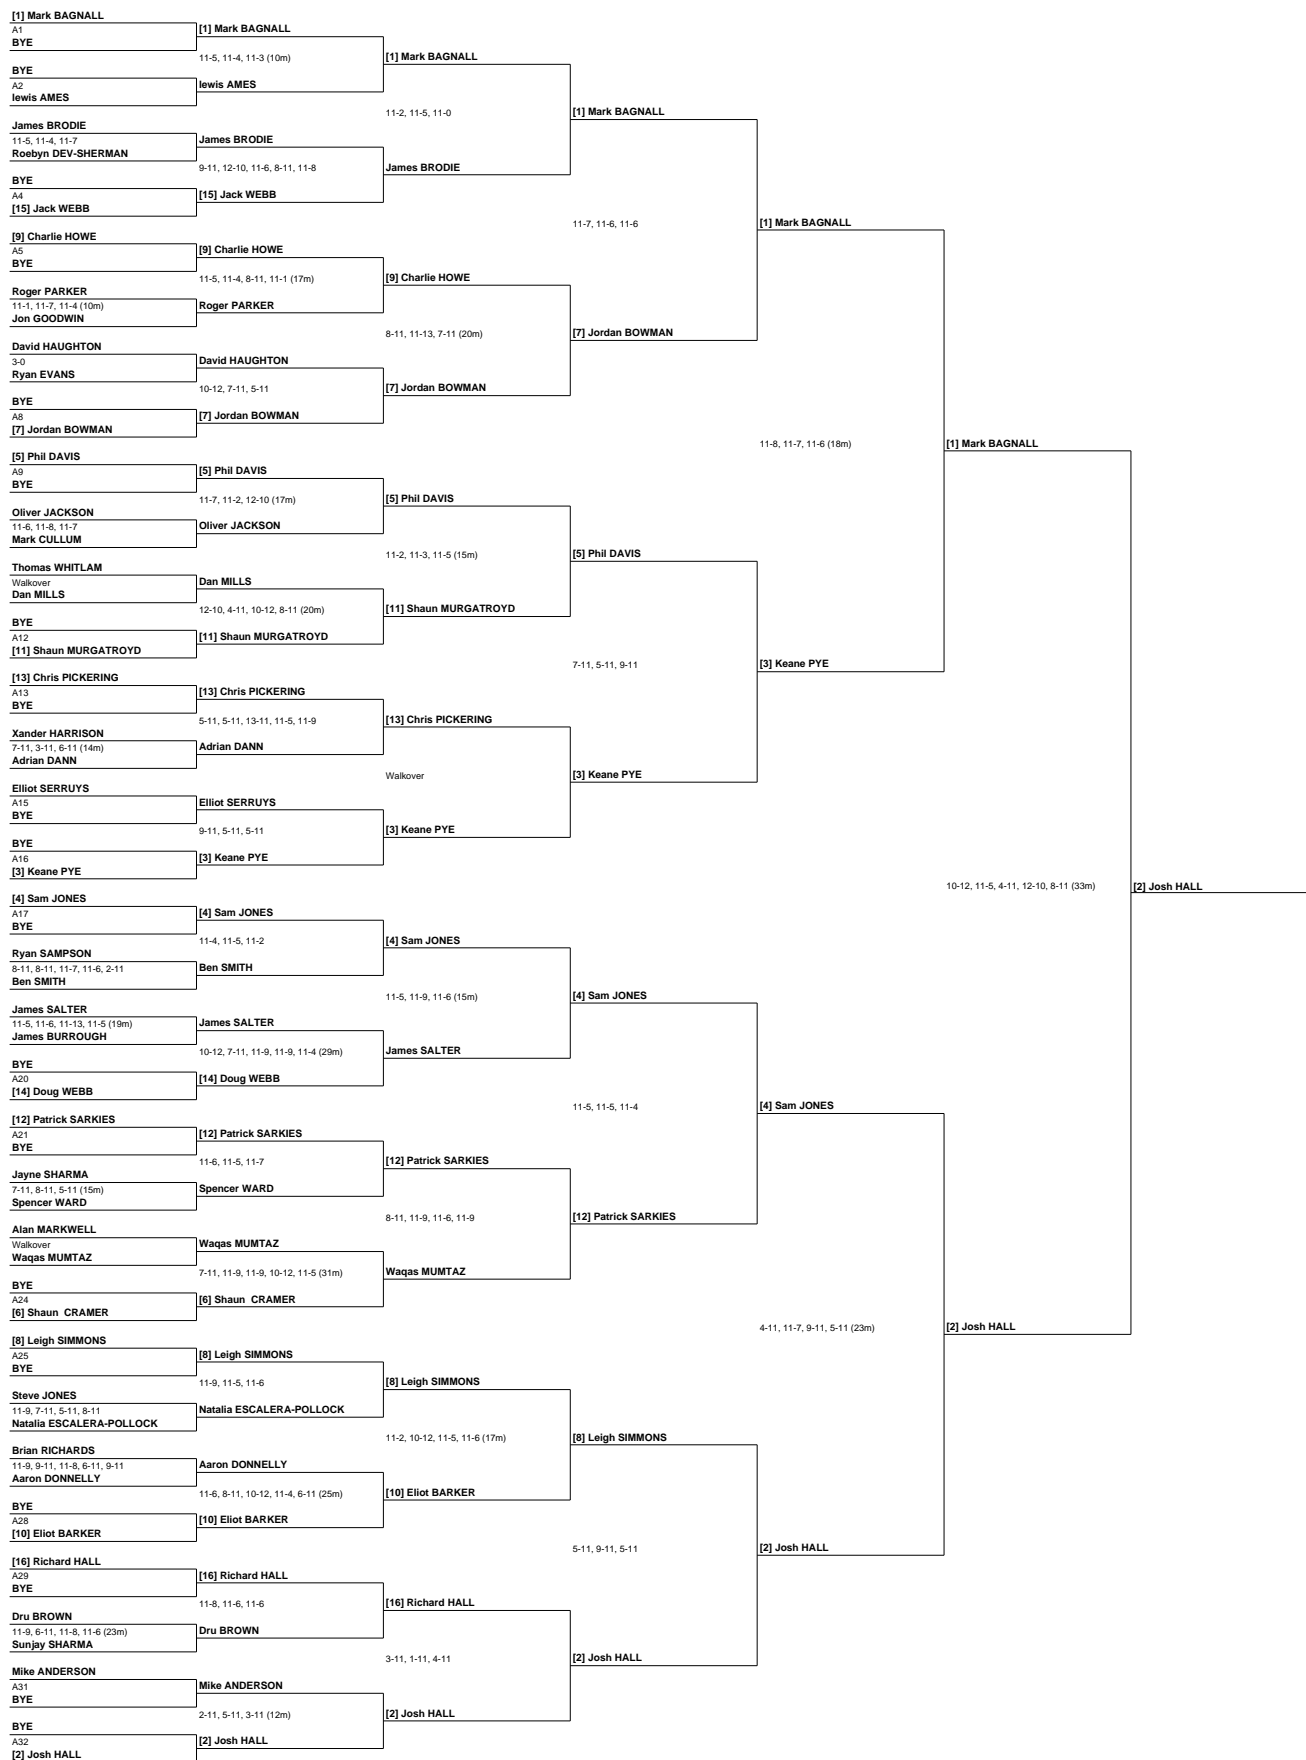 [1] Mark BAGNALL
A1
BYE
BYE
A2
lewis AMES
James BRODIE
11-5, 11-4, 11-7
Roebyn DEV-SHERMAN
BYE
A4
[15] Jack WEBB
[9] Charlie HOWE
A5
BYE
Roger PARKER
11-1, 11-7, 11-4 (10m)
Jon GOODWIN
David HAUGHTON
3-0
Ryan EVANS
BYE
A8
[7] Jordan BOWMAN
[5] Phil DAVIS
A9
BYE
Oliver JACKSON
11-6, 11-8, 11-7
Mark CULLUM
Thomas WHITLAM
Walkover
Dan MILLS
BYE
A12
[11] Shaun MURGATROYD
[13] Chris PICKERING
A13
BYE
Xander HARRISON
7-11, 3-11, 6-11 (14m)
Adrian DANN
Elliot SERRUYS
A15
BYE
BYE
A16
[3] Keane PYE
[4] Sam JONES
A17
BYE
Ryan SAMPSON
8-11, 8-11, 11-7, 11-6, 2-11
Ben SMITH
James SALTER
11-5, 11-6, 11-13, 11-5 (19m)
James BURROUGH
BYE
A20
[14] Doug WEBB
[12] Patrick SARKIES
A21
BYE
Jayne SHARMA
7-11, 8-11, 5-11 (15m)
Spencer WARD
Alan MARKWELL
Walkover
Waqas MUMTAZ
BYE
A24
[6] Shaun CRAMER
[8] Leigh SIMMONS
A25
BYE
Steve JONES
11-9, 7-11, 5-11, 8-11
Natalia ESCALERA-POLLOCK
Brian RICHARDS
11-9, 9-11, 11-8, 6-11, 9-11
Aaron DONNELLY
BYE
A28
[10] Eliot BARKER
[16] Richard HALL
A29
BYE
Dru BROWN
11-9, 6-11, 11-8, 11-6 (23m)
Sunjay SHARMA
Mike ANDERSON
A31
BYE
BYE
A32
[2] Josh HALL
[1] Mark BAGNALL
11-5, 11-4, 11-3 (10m)
lewis AMES
James BRODIE
9-11, 12-10, 11-6, 8-11, 11-8
[15] Jack WEBB
[9] Charlie HOWE
11-5, 11-4, 8-11, 11-1 (17m)
Roger PARKER
David HAUGHTON
10-12, 7-11, 5-11
[7] Jordan BOWMAN
[5] Phil DAVIS
11-7, 11-2, 12-10 (17m)
Oliver JACKSON
Dan MILLS
12-10, 4-11, 10-12, 8-11 (20m)
[11] Shaun MURGATROYD
[13] Chris PICKERING
5-11, 5-11, 13-11, 11-5, 11-9
Adrian DANN
Elliot SERRUYS
9-11, 5-11, 5-11
[3] Keane PYE
[4] Sam JONES
11-4, 11-5, 11-2
Ben SMITH
James SALTER
10-12, 7-11, 11-9, 11-9, 11-4 (29m)
[14] Doug WEBB
[12] Patrick SARKIES
11-6, 11-5, 11-7
Spencer WARD
Waqas MUMTAZ
7-11, 11-9, 11-9, 10-12, 11-5 (31m)
[6] Shaun CRAMER
[8] Leigh SIMMONS
11-9, 11-5, 11-6
Natalia ESCALERA-POLLOCK
Aaron DONNELLY
11-6, 8-11, 10-12, 11-4, 6-11 (25m)
[10] Eliot BARKER
[16] Richard HALL
11-8, 11-6, 11-6
Dru BROWN
Mike ANDERSON
2-11, 5-11, 3-11 (12m)
[2] Josh HALL
[1] Mark BAGNALL
11-2, 11-5, 11-0
James BRODIE
[9] Charlie HOWE
8-11, 11-13, 7-11 (20m)
[7] Jordan BOWMAN
[5] Phil DAVIS
11-2, 11-3, 11-5 (15m)
[11] Shaun MURGATROYD
[13] Chris PICKERING
Walkover
[3] Keane PYE
[4] Sam JONES
11-5, 11-9, 11-6 (15m)
James SALTER
[12] Patrick SARKIES
8-11, 11-9, 11-6, 11-9
Waqas MUMTAZ
[8] Leigh SIMMONS
11-2, 10-12, 11-5, 11-6 (17m)
[10] Eliot BARKER
[16] Richard HALL
3-11, 1-11, 4-11
[2] Josh HALL
[1] Mark BAGNALL
11-7, 11-6, 11-6
[7] Jordan BOWMAN
[5] Phil DAVIS
7-11, 5-11, 9-11
[3] Keane PYE
[4] Sam JONES
11-5, 11-5, 11-4
[12] Patrick SARKIES
[8] Leigh SIMMONS
5-11, 9-11, 5-11
[2] Josh HALL
[1] Mark BAGNALL
11-8, 11-7, 11-6 (18m)
[3] Keane PYE
[4] Sam JONES
4-11, 11-7, 9-11, 5-11 (23m)
[2] Josh HALL
[1] Mark BAGNALL
10-12, 11-5, 4-11, 12-10, 8-11 (33m)
[2] Josh HALL
[2] Josh HALL